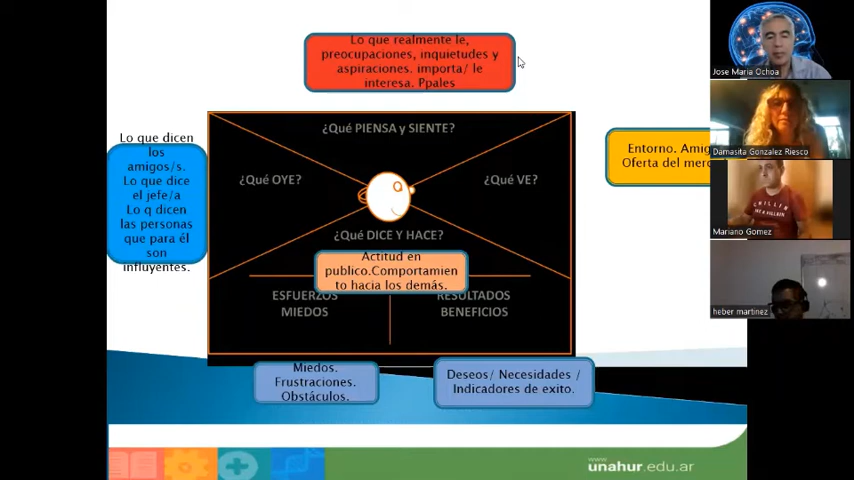 Lo que realmente le,
preocupaciones, inquietudes y
aspiraciones. importa/ le
interesa. Ppales
¿Qué PIENSA y SIENTE?
Lo que dicen
los
amigos/s.
Lo que dice
el jefe/a
Lo q dicen
las personas
que para él
son
influyentes.
¿Qué OYE?
¿Qué VE?
Entorno.
Oferta del
¿Qué DICE Y HACE?
Actitud en
publico.Comportamien
to hacia los demás.
ESFUERZOS
MIEDOS
RESULTADOS
BENEFICIOS
Miedos.
Frustraciones.
Obstáculos.
Deseos/ Necesidades /
Indicadores de exito.
www
unahur.edu.ar
Jose Maria Ochoa
Damasita Gonzalez Riesco
Mariano Gomez
heber martinez